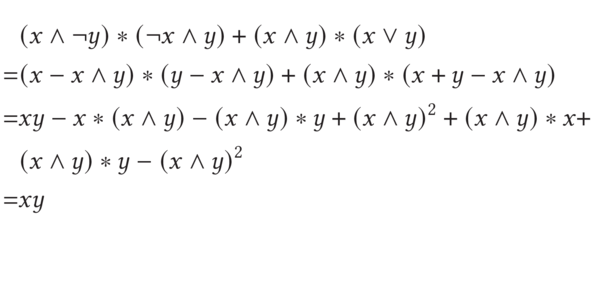 (x ∧ ¬y) ∗ (¬x ∧ y) + (x ∧ y) ∗ (x ∨ y)
=(x − x ∧ y) ∗ (y − x ∧ y) + (x ∧ y) ∗ (x + y − x ∧ y)
=xy − x ∗ (x ∧ y) − (x ∧ y) ∗ y + (x ∧ y)² + (x ∧ y) ∗ x+
(x ∧ y) ∗ y − (x ∧ y)²
=xy